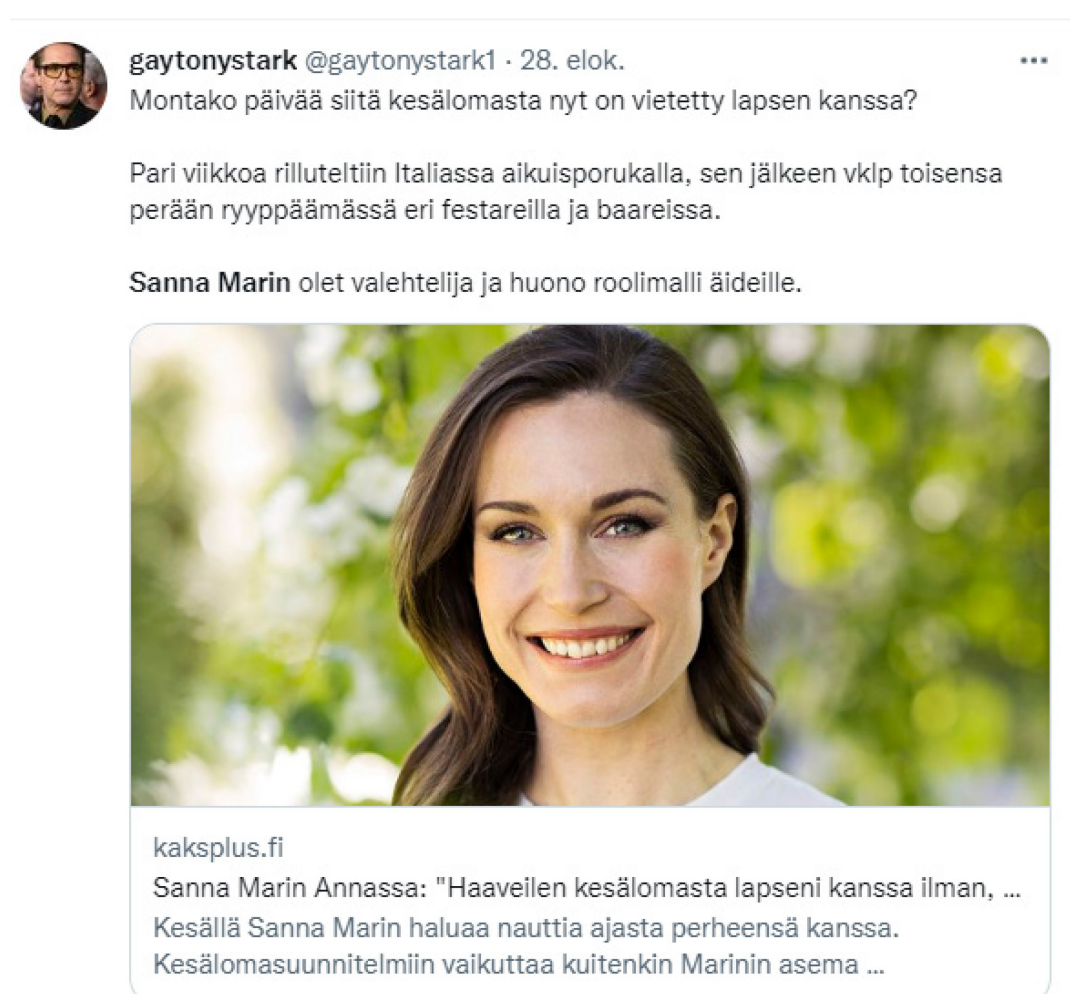 gaytonystark @gaytonystark1 · 28. elok.
Montako päivää siitä kesälomasta nyt on vietetty lapsen kanssa?
Pari viikkoa rilluteltiin Italiassa aikuisporukalla, sen jälkeen vklp toisensa
perään ryyppäämässä eri festareilla ja baareissa.
Sanna Marin olet valehtelija ja huono roolimalli äideille.
kaksplus.fi
Sanna Marin Annassa: "Haaveilen kesälomasta lapseni kanssa ilman, ...
Kesällä Sanna Marin haluaa nauttia ajasta perheensä kanssa.
Kesälomasuunnitelmiin vaikuttaa kuitenkin Marinin asema ...